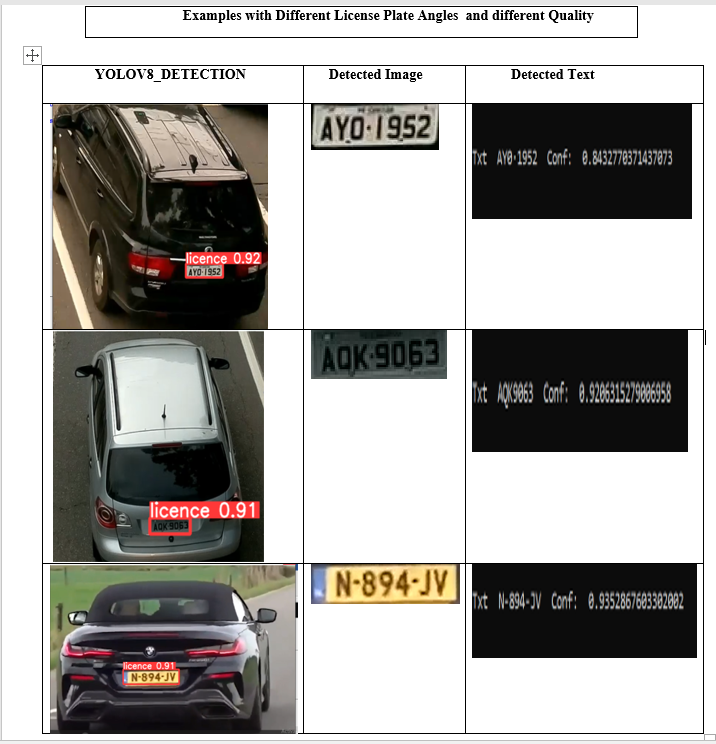 Examples with Different License Plate Angles and different Quality
YOLOV8_DETECTION Detected Image Detected Text
licence 0.92
AYO·1952
AYO·1952
Txt AYO·1952 Conf: 0.8432770371437073
licence 0.91
AQK 9063
AQK·9063
Txt AQK9063 Conf: 0.9206315279006958
licence 0.91
N-894-JV
N-894-JV
Txt N-894-JV Conf: 0.9352867603302002